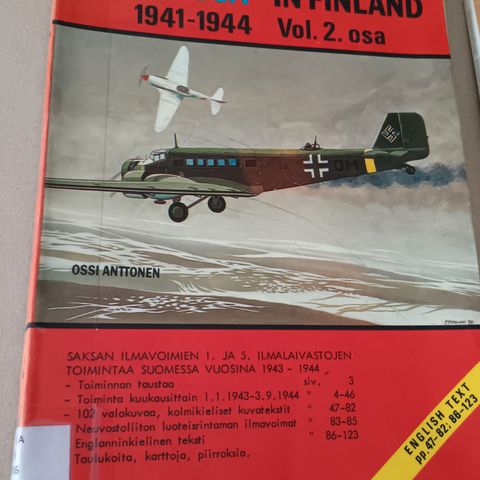 IN FINLAND
1941-1944 Vol. 2. osa
DM
OSSI ANTTONEN
SAKSAN ILMAVOIMIEN 1. JA 5. ILMALAIVASTOJEN
TOIMINTAA SUOMESSA VUOSINA 1943 - 1944
- Toiminnan taustaa siv. 3
- Toiminta kuukausittain 1.1.1943-3.9.1944 " 4-46
- 102 valokuvaa, kolmikieliset kuvatekstit " 47-82
- Neuvostoliiton luoteisrintaman ilmavoimat " 83-85
- Englanninkielinen teksti " 86-123
- Taulukoita, karttoja, piirroksia.
ENGLISH TEXT
pp. 47-82; 86-123